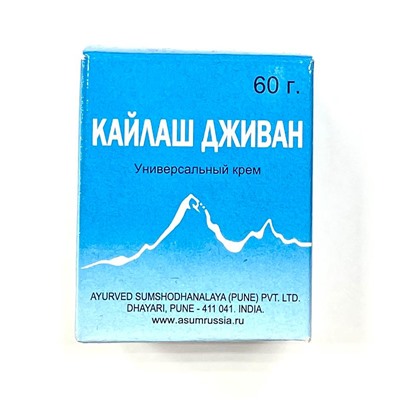 60 г.
КАЙЛАШ ДЖИВАН
Универсальный крем
AYURVED SUMSHODHANALAYA (PUNE) PVT. LTD.
DHAYARI, PUNE - 411 041. INDIA.
www.asumrussia.ru